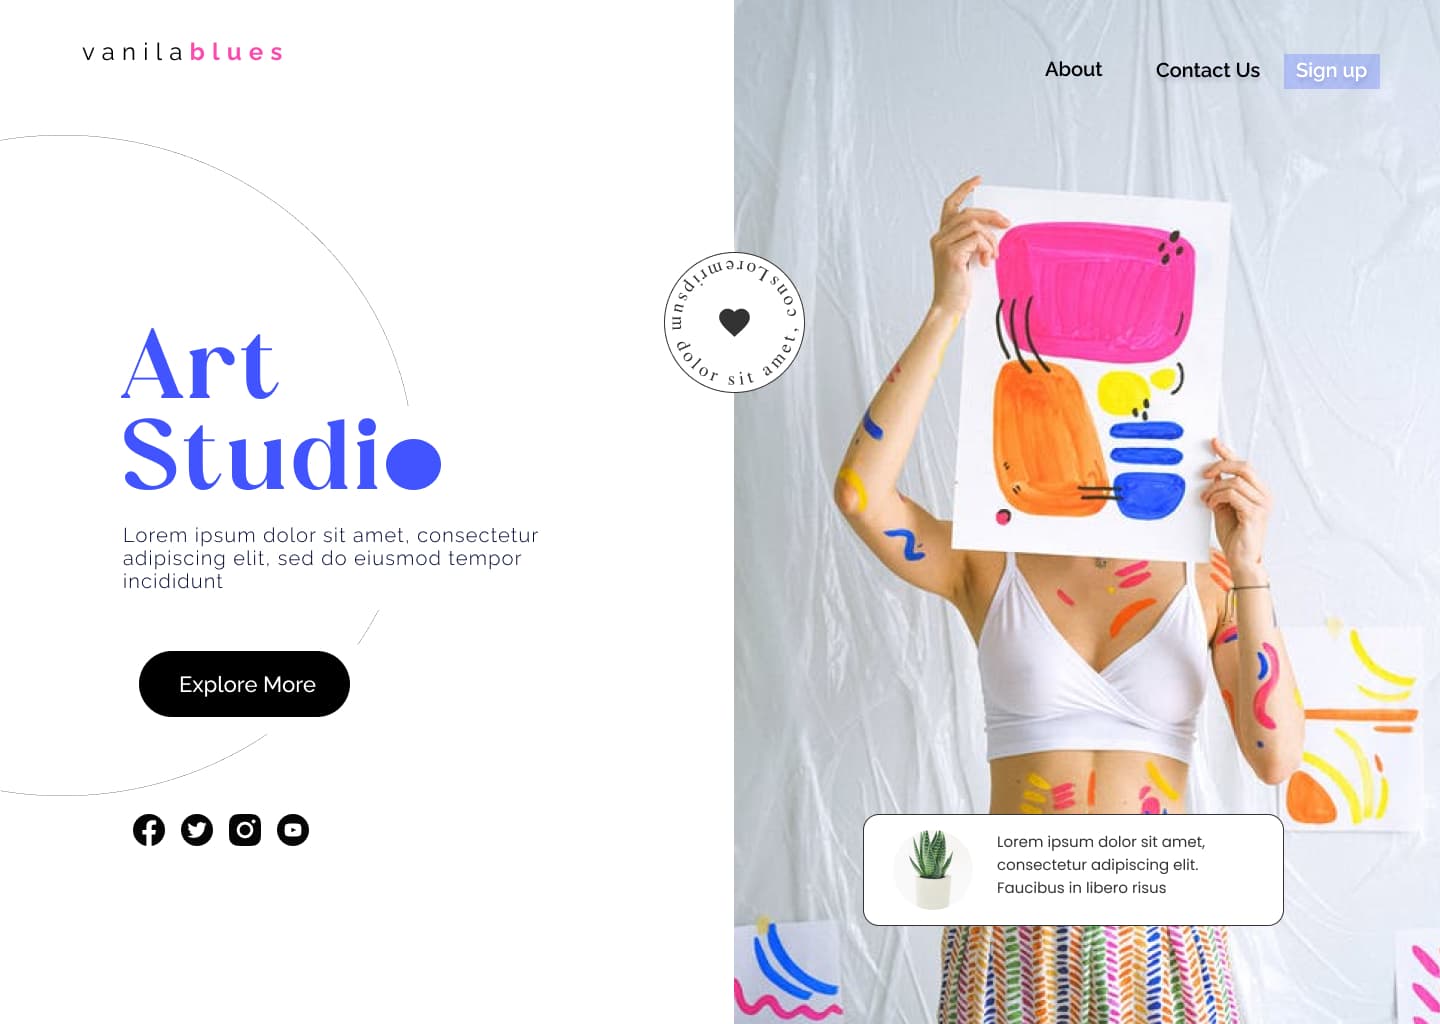 vanilablues
About
Contact Us
Sign up
Loremripsum dolor sit amet, cons
Art
Studio
Lorem ipsum dolor sit amet, consectetur
adipiscing elit, sed do eiusmod tempor
incididunt
Explore More
Lorem ipsum dolor sit amet,
consectetur adipiscing elit.
Faucibus in libero risus